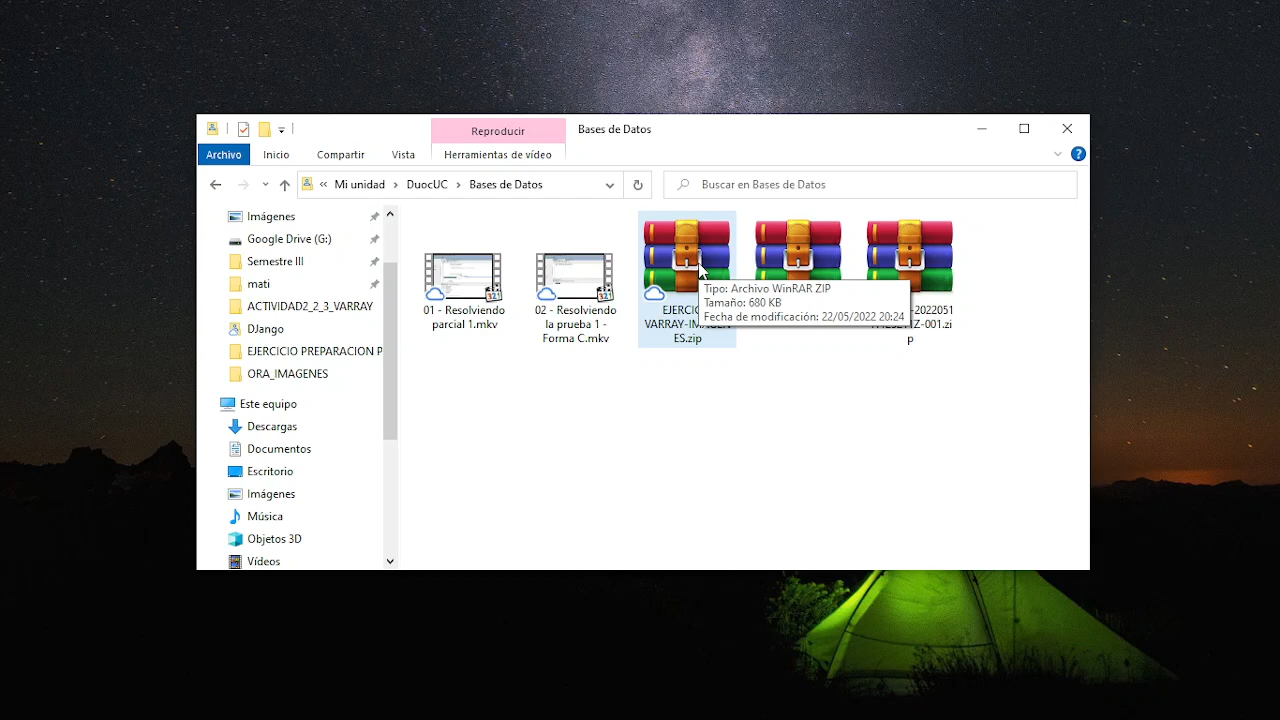 Reproducir
Bases de Datos
Archivo
Inicio
Compartir
Vista
Herramientas de vídeo
?
« Mi unidad › DuocUC › Bases de Datos
Buscar en Bases de Datos
Imágenes
Google Drive (G:)
Semestre III
mati
ACTIVIDAD2_2_3_VARRAY
DJango
EJERCICIO PREPARACION P
ORA_IMAGENES
Este equipo
Descargas
Documentos
Escritorio
Imágenes
Música
Objetos 3D
Vídeos
01 - Resolviendo
parcial 1.mkv
02 - Resolviendo
la prueba 1 -
Forma C.mkv
ES.zip
Tipo: Archivo WinRAR ZIP
Tamaño: 680 KB
Fecha de modificación: 22/05/2022 20:24
-2022051
Z-001.zi
p